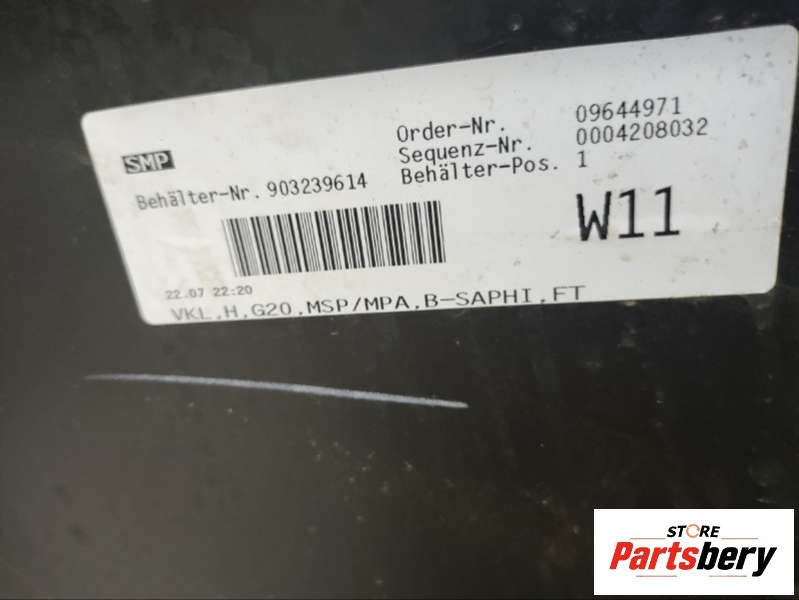 SMP
Order-Nr. 09644971
Sequenz-Nr. 0004208032
Behälter-Nr. 903239614 Behälter-Pos. 1
W11
22.07 22:20
VKL,H,G20,MSP/MPA,B-SAPHI,FT
STORE
Partsbery